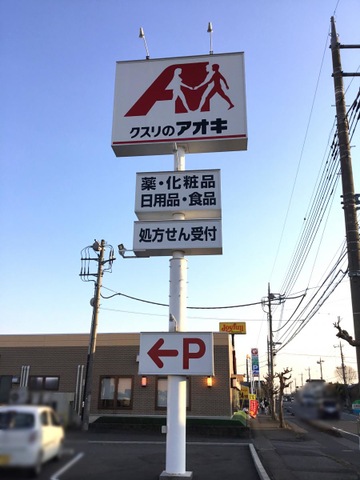 クスリのアオキ
薬・化粧品
日用品・食品
処方せん受付
←P
Joyfull